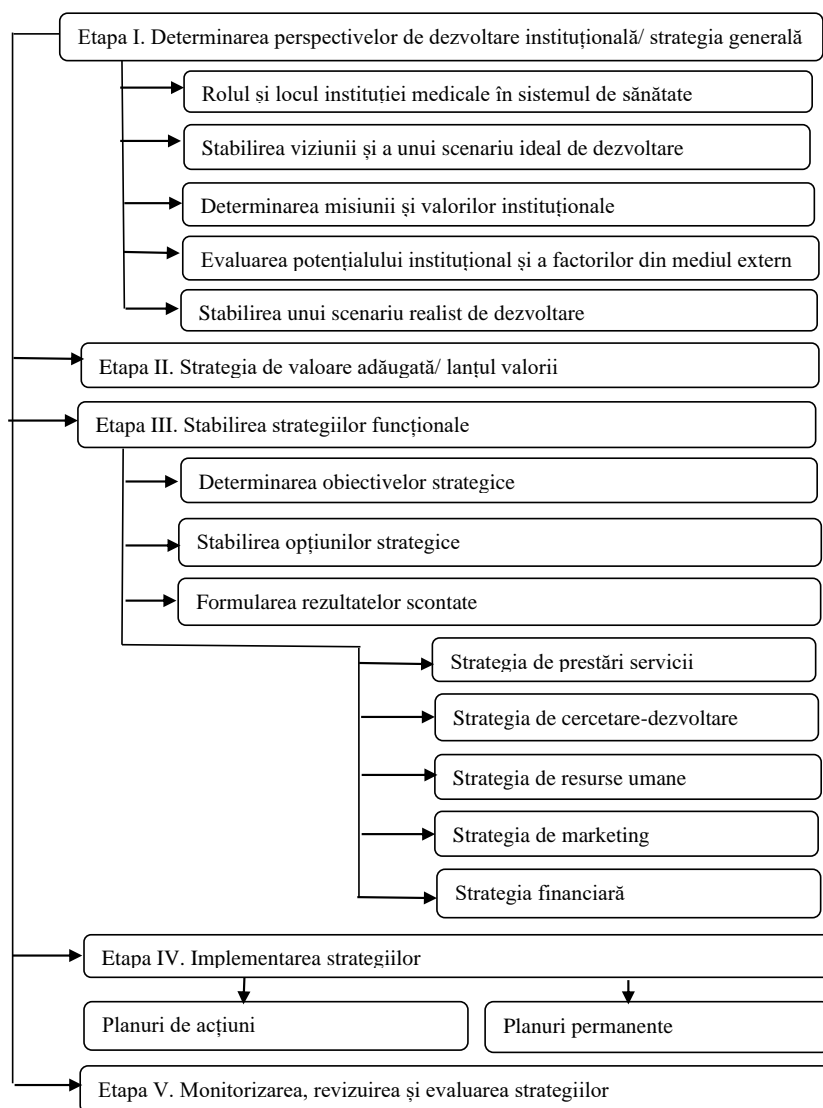 Etapa I. Determinarea perspectivelor de dezvoltare instituțională/ strategia generală
Rolul și locul instituției medicale în sistemul de sănătate
Stabilirea viziunii și a unui scenariu ideal de dezvoltare
Determinarea misiunii și valorilor instituționale
Evaluarea potențialului instituțional și a factorilor din mediul extern
Stabilirea unui scenariu realist de dezvoltare
Etapa II. Strategia de valoare adăugată/ lanțul valorii
Etapa III. Stabilirea strategiilor funcționale
Determinarea obiectivelor strategice
Stabilirea opțiunilor strategice
Formularea rezultatelor scontate
Strategia de prestări servicii
Strategia de cercetare-dezvoltare
Strategia de resurse umane
Strategia de marketing
Strategia financiară
Etapa IV. Implementarea strategiilor
Planuri de acțiuni
Planuri permanente
Etapa V. Monitorizarea, revizuirea și evaluarea strategiilor